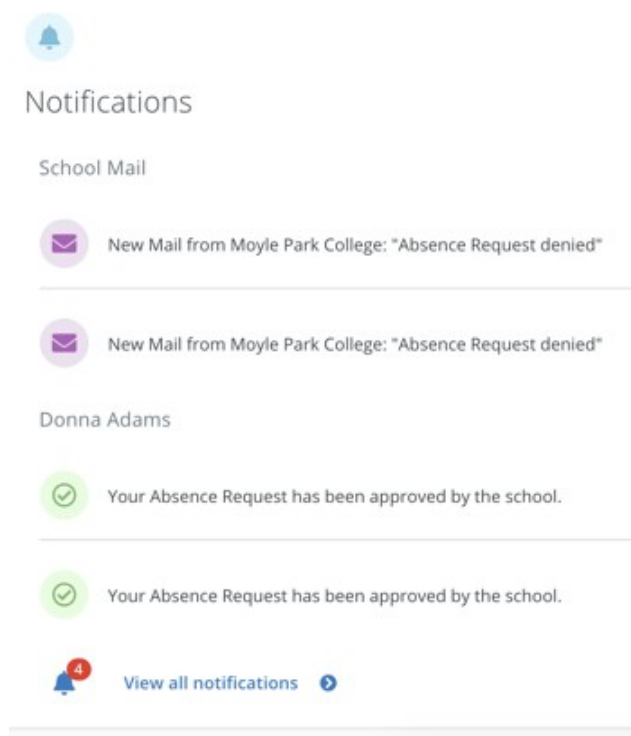 Notifications
School Mail
New Mail from Moyle Park College: "Absence Request denied"
New Mail from Moyle Park College: "Absence Request denied"
Donna Adams
Your Absence Request has been approved by the school.
Your Absence Request has been approved by the school.
4
View all notifications